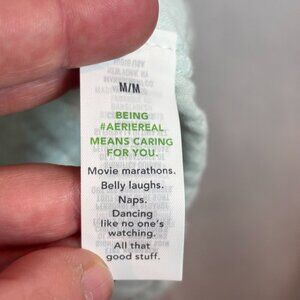 M/M
BEING
#AERIEREAL
MEANS CARING
FOR YOU.
Movie marathons.
Belly laughs.
Naps.
Dancing
like no one's
watching.
All that
good stuff.